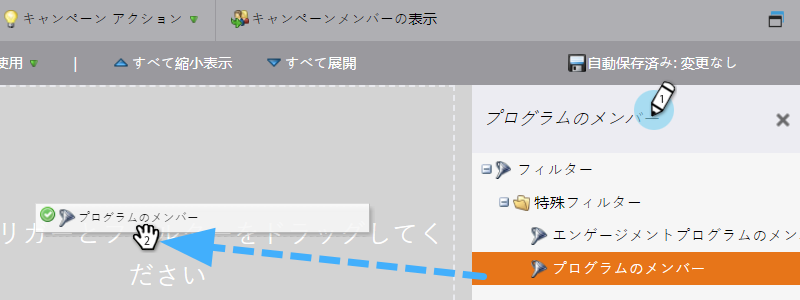 キャンペーン アクション
キャンペーンメンバーの表示
使用 | すべて縮小表示 すべて展開 自動保存済み: 変更なし
プログラムのメンバー
1
フィルター
特殊フィルター
プログラムのメンバー
2
エンゲージメントプログラムのメン
リガーとフ をドラッグしてく
ださい
プログラムのメンバー